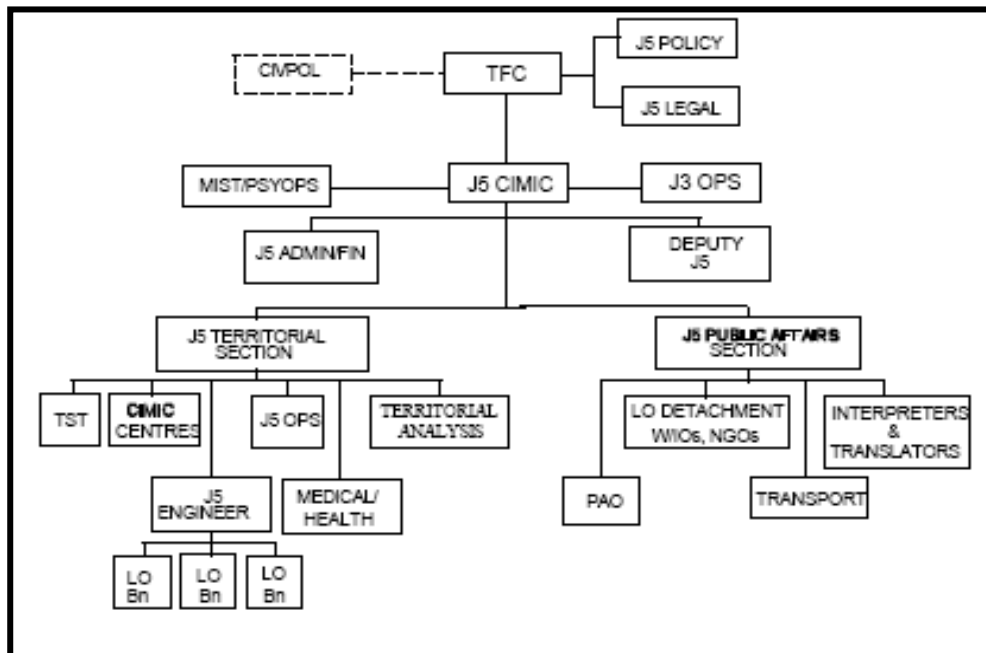 J5 POLICY
CIVPOL
TFC
J5 LEGAL
MIST/PSYOPS
J5 CIMIC
J3 OPS
J5 ADMIN/FIN
DEPUTY
J5
J5 TERRITORIAL
SECTION
J5 PUBLIC AFFAIRS
SECTION
TST
CIMIC
CENTRES
J5 OPS
TERRITORIAL
ANALYSIS
LO DETACHMENT
W/IOs, NGOs
INTERPRETERS
&
TRANSLATORS
J5
ENGINEER
MEDICAL/
HEALTH
PAO
TRANSPORT
LO
Bn
LO
Bn
LO
Bn